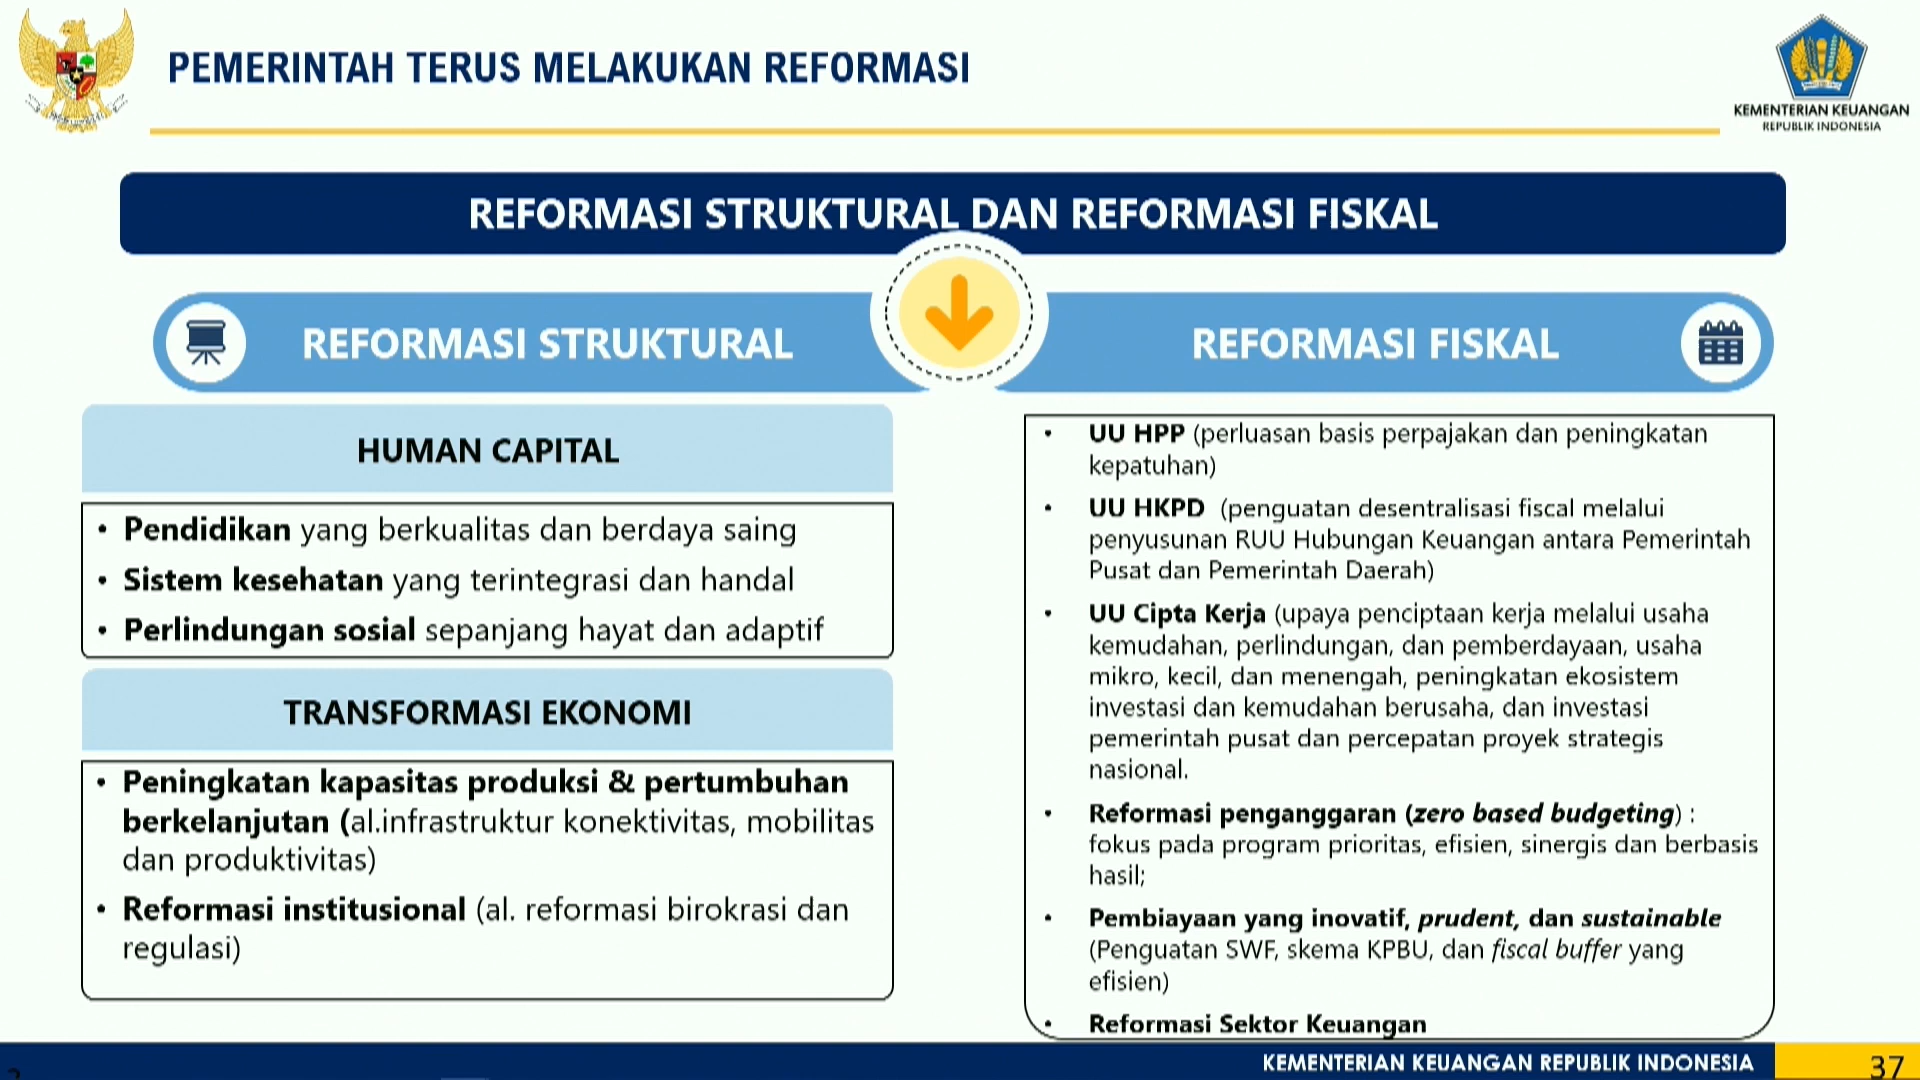 PEMERINTAH TERUS MELAKUKAN REFORMASI
KEMENTERIAN KEUANGAN
REPUBLIK INDONESIA
REFORMASI STRUKTURAL DAN REFORMASI FISKAL
REFORMASI STRUKTURAL
HUMAN CAPITAL
• Pendidikan yang berkualitas dan berdaya saing
• Sistem kesehatan yang terintegrasi dan handal
• Perlindungan sosial sepanjang hayat dan adaptif
TRANSFORMASI EKONOMI
• Peningkatan kapasitas produksi & pertumbuhan
berkelanjutan (al.infrastruktur konektivitas, mobilitas
dan produktivitas)
• Reformasi institusional (al. reformasi birokrasi dan
regulasi)
REFORMASI FISKAL
• UU HPP (perluasan basis perpajakan dan peningkatan
kepatuhan)
• UU HKPD (penguatan desentralisasi fiscal melalui
penyusunan RUU Hubungan Keuangan antara Pemerintah
Pusat dan Pemerintah Daerah)
• UU Cipta Kerja (upaya penciptaan kerja melalui usaha
kemudahan, perlindungan, dan pemberdayaan, usaha
mikro, kecil, dan menengah, peningkatan ekosistem
investasi dan kemudahan berusaha, dan investasi
pemerintah pusat dan percepatan proyek strategis
nasional.
• Reformasi penganggaran (zero based budgeting) :
fokus pada program prioritas, efisien, sinergis dan berbasis
hasil;
• Pembiayaan yang inovatif, prudent, dan sustainable
(Penguatan SWF, skema KPBU, dan fiscal buffer yang
efisien)
• Reformasi Sektor Keuangan
KEMENTERIAN KEUANGAN REPUBLIK INDONESIA
37